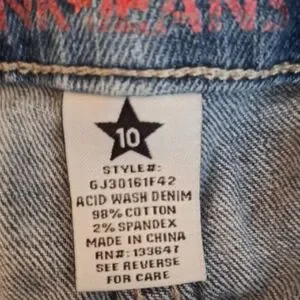 JEANS
10
STYLE#:
GJ30161F42
ACID WASH DENIM
98% COTTON
2% SPANDEX
MADE IN CHINA
RN#: 133647
SEE REVERSE
FOR CARE